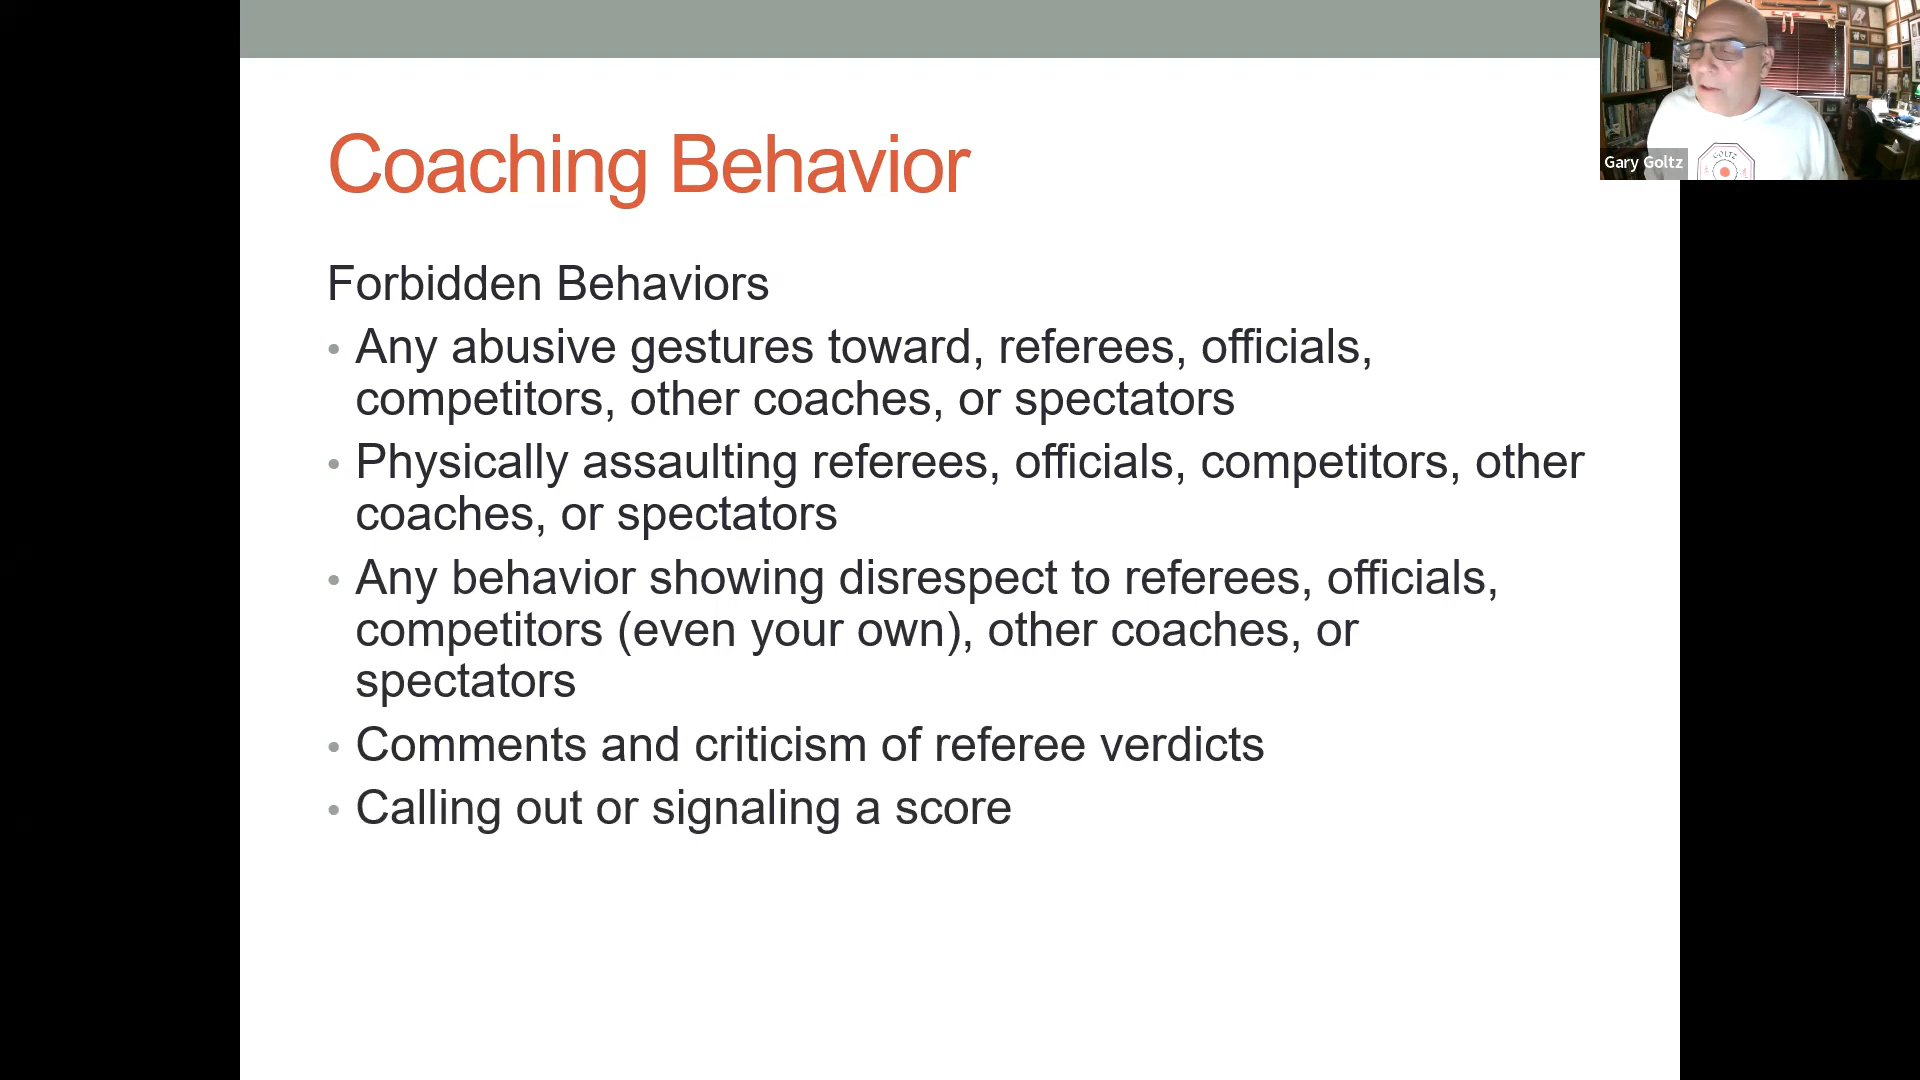 Coaching Behavior
Forbidden Behaviors
• Any abusive gestures toward, referees, officials,
competitors, other coaches, or spectators
• Physically assaulting referees, officials, competitors, other
coaches, or spectators
• Any behavior showing disrespect to referees, officials,
competitors (even your own), other coaches, or
spectators
• Comments and criticism of referee verdicts
• Calling out or signaling a score
Gary Goltz
GOLTZ